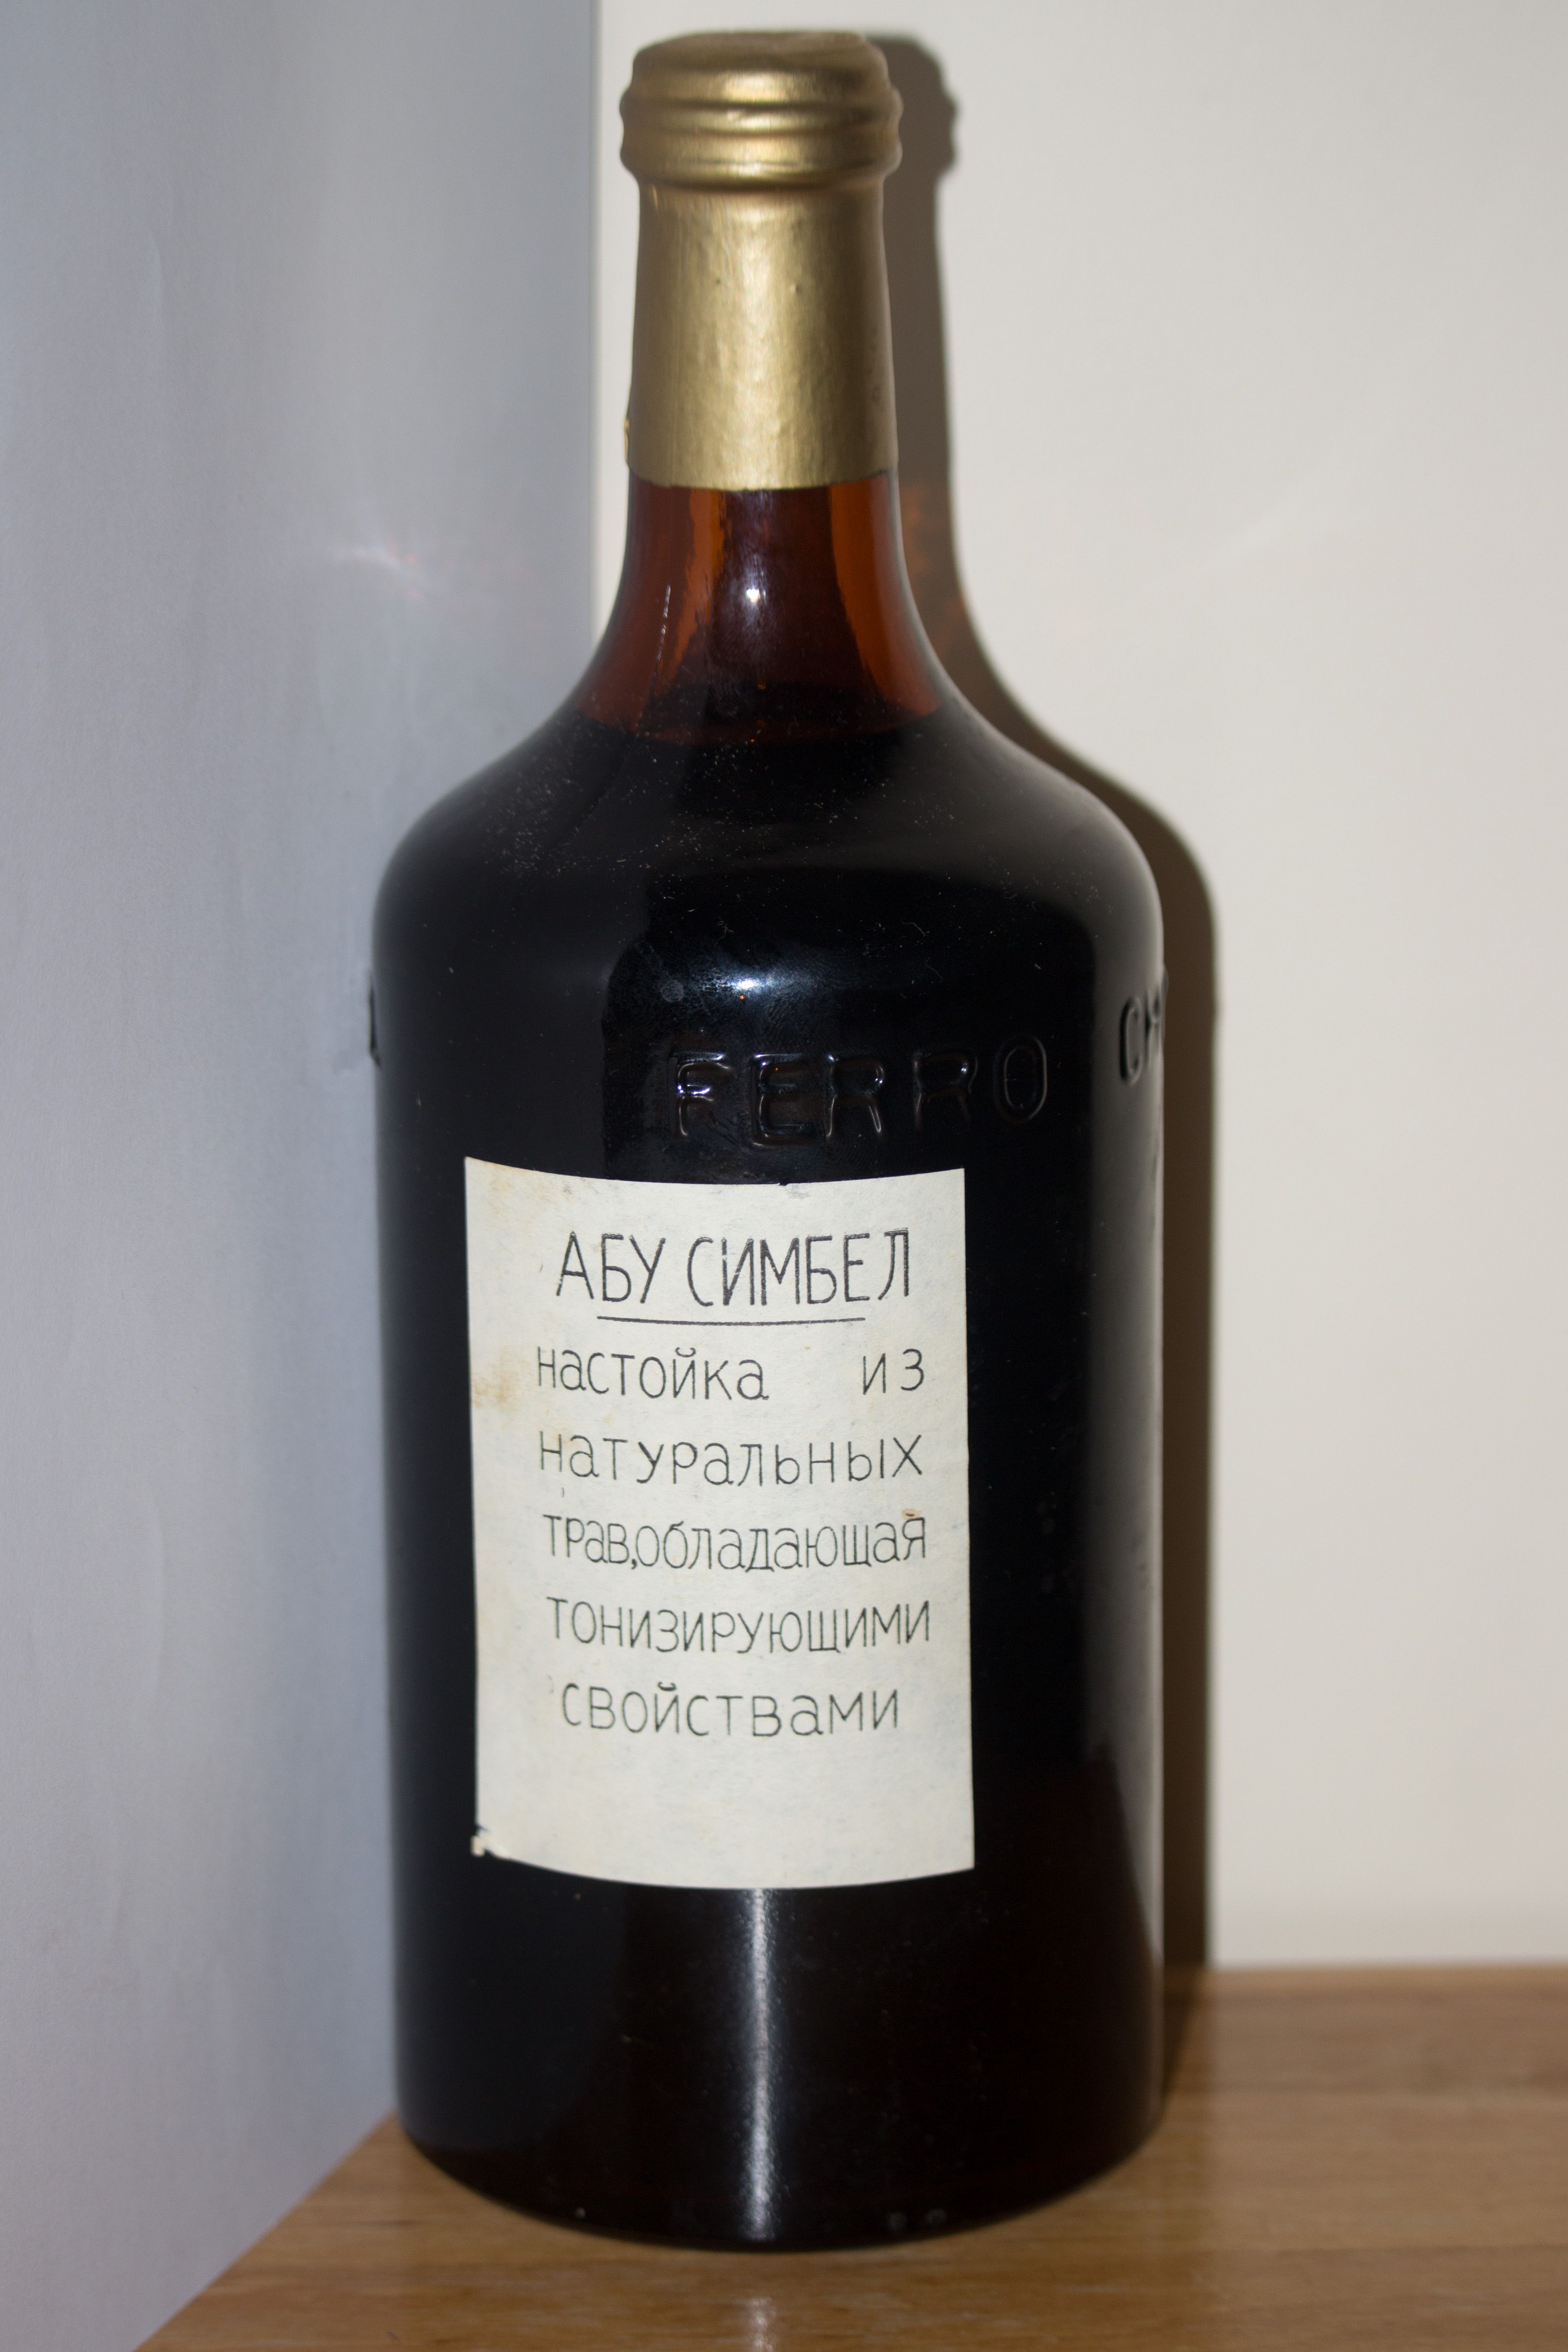 FERRO
АБУ СИМБЕЛ
настойка из
натуральных
трав,обладающая
тонизирующими
свойствами